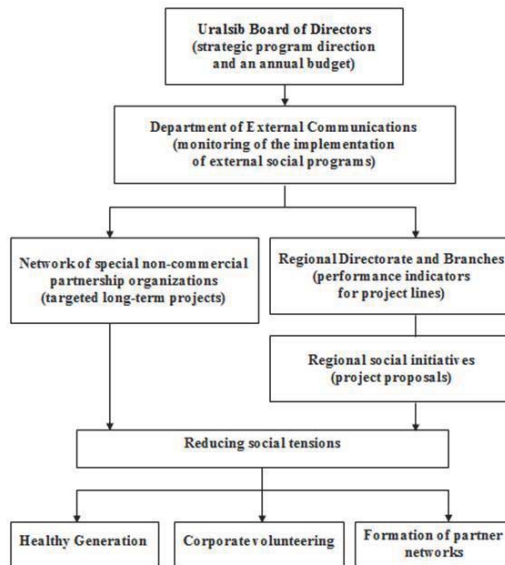 Uralsib Board of Directors
(strategic program direction
and an annual budget)
Department of External Communications
(monitoring of the implementation
of external social programs)
Network of special non-commercial
partnership organizations
(targeted long-term projects)
Regional Directorate and Branches
(performance indicators
for project lines)
Regional social initiatives
(project proposals)
Reducing social tensions
Healthy Generation
Corporate volunteering
Formation of partner
networks